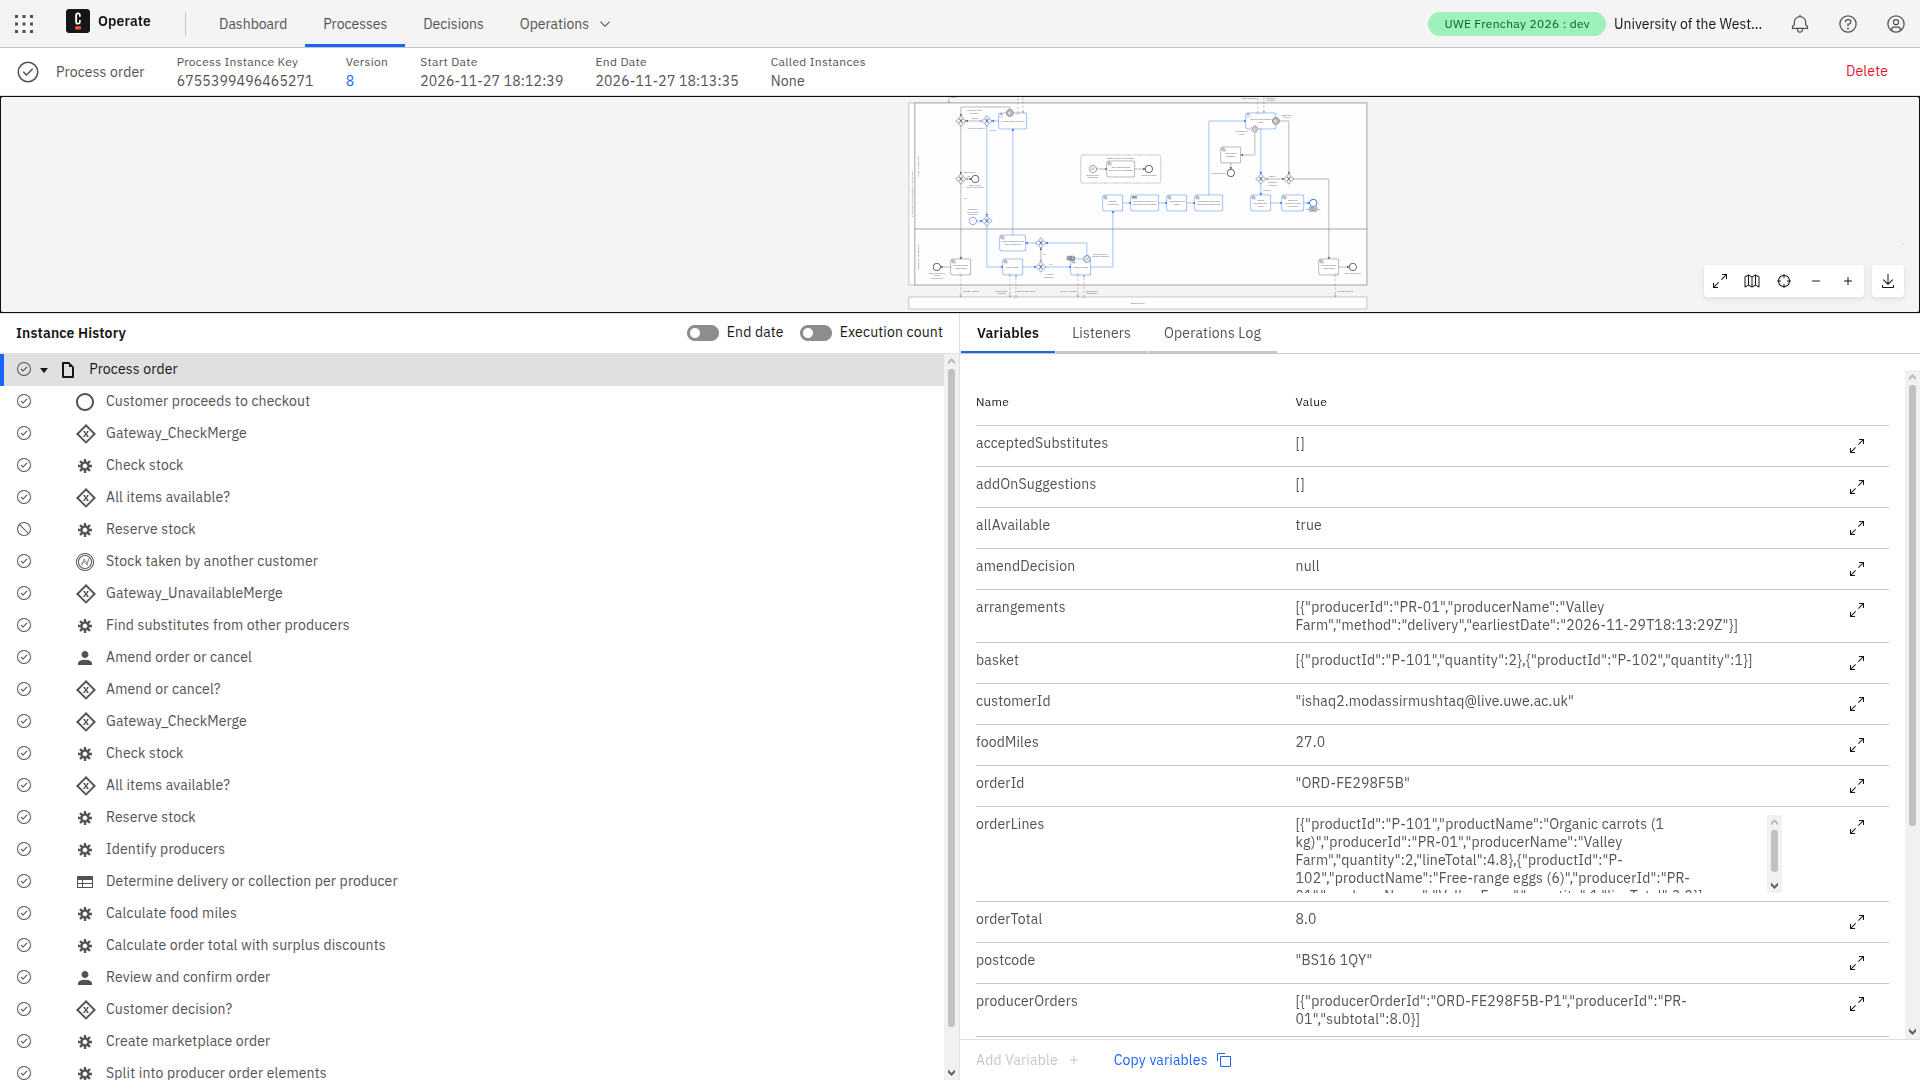 Operate
Dashboard
Processes
Decisions
Operations
UWE Frenchay 2026 : dev
University of the West...
Process order
Process Instance Key
6755399496465271
Version
8
Start Date
2026-11-27 18:12:39
End Date
2026-11-27 18:13:35
Called Instances
None
Delete
Instance History
End date
Execution count
Process order
Customer proceeds to checkout
Gateway_CheckMerge
Check stock
All items available?
Reserve stock
Stock taken by another customer
Gateway_UnavailableMerge
Find substitutes from other producers
Amend order or cancel
Amend or cancel?
Gateway_CheckMerge
Check stock
All items available?
Reserve stock
Identify producers
Determine delivery or collection per producer
Calculate food miles
Calculate order total with surplus discounts
Review and confirm order
Customer decision?
Create marketplace order
Split into producer order elements
Variables
Listeners
Operations Log
Name
Value
acceptedSubstitutes
[]
addOnSuggestions
[]
allAvailable
true
amendDecision
null
arrangements
[{"producerId":"PR-01","producerName":"Valley
Farm","method":"delivery","earliestDate":"2026-11-29T18:13:29Z"}]
basket
[{"productId":"P-101","quantity":2},{"productId":"P-102","quantity":1}]
customerId
"ishaq2.modassirmushtaq@live.uwe.ac.uk"
foodMiles
27.0
orderId
"ORD-FE298F5B"
orderLines
[{"productId":"P-101","productName":"Organic carrots (1
kg)","producerId":"PR-01","producerName":"Valley
Farm","quantity":2,"lineTotal":4.8},{"productId":"P-
102","productName":"Free-range eggs (6)","producerId":"PR-
orderTotal
8.0
postcode
"BS16 1QY"
producerOrders
[{"producerOrderId":"ORD-FE298F5B-P1","producerId":"PR-
01","subtotal":8.0}]
Add Variable +
Copy variables